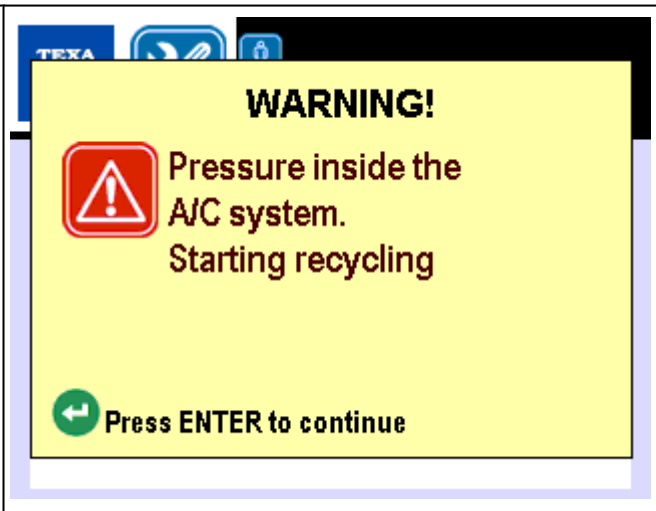 TEXA
WARNING!
Pressure inside the
A/C system.
Starting recycling
Press ENTER to continue